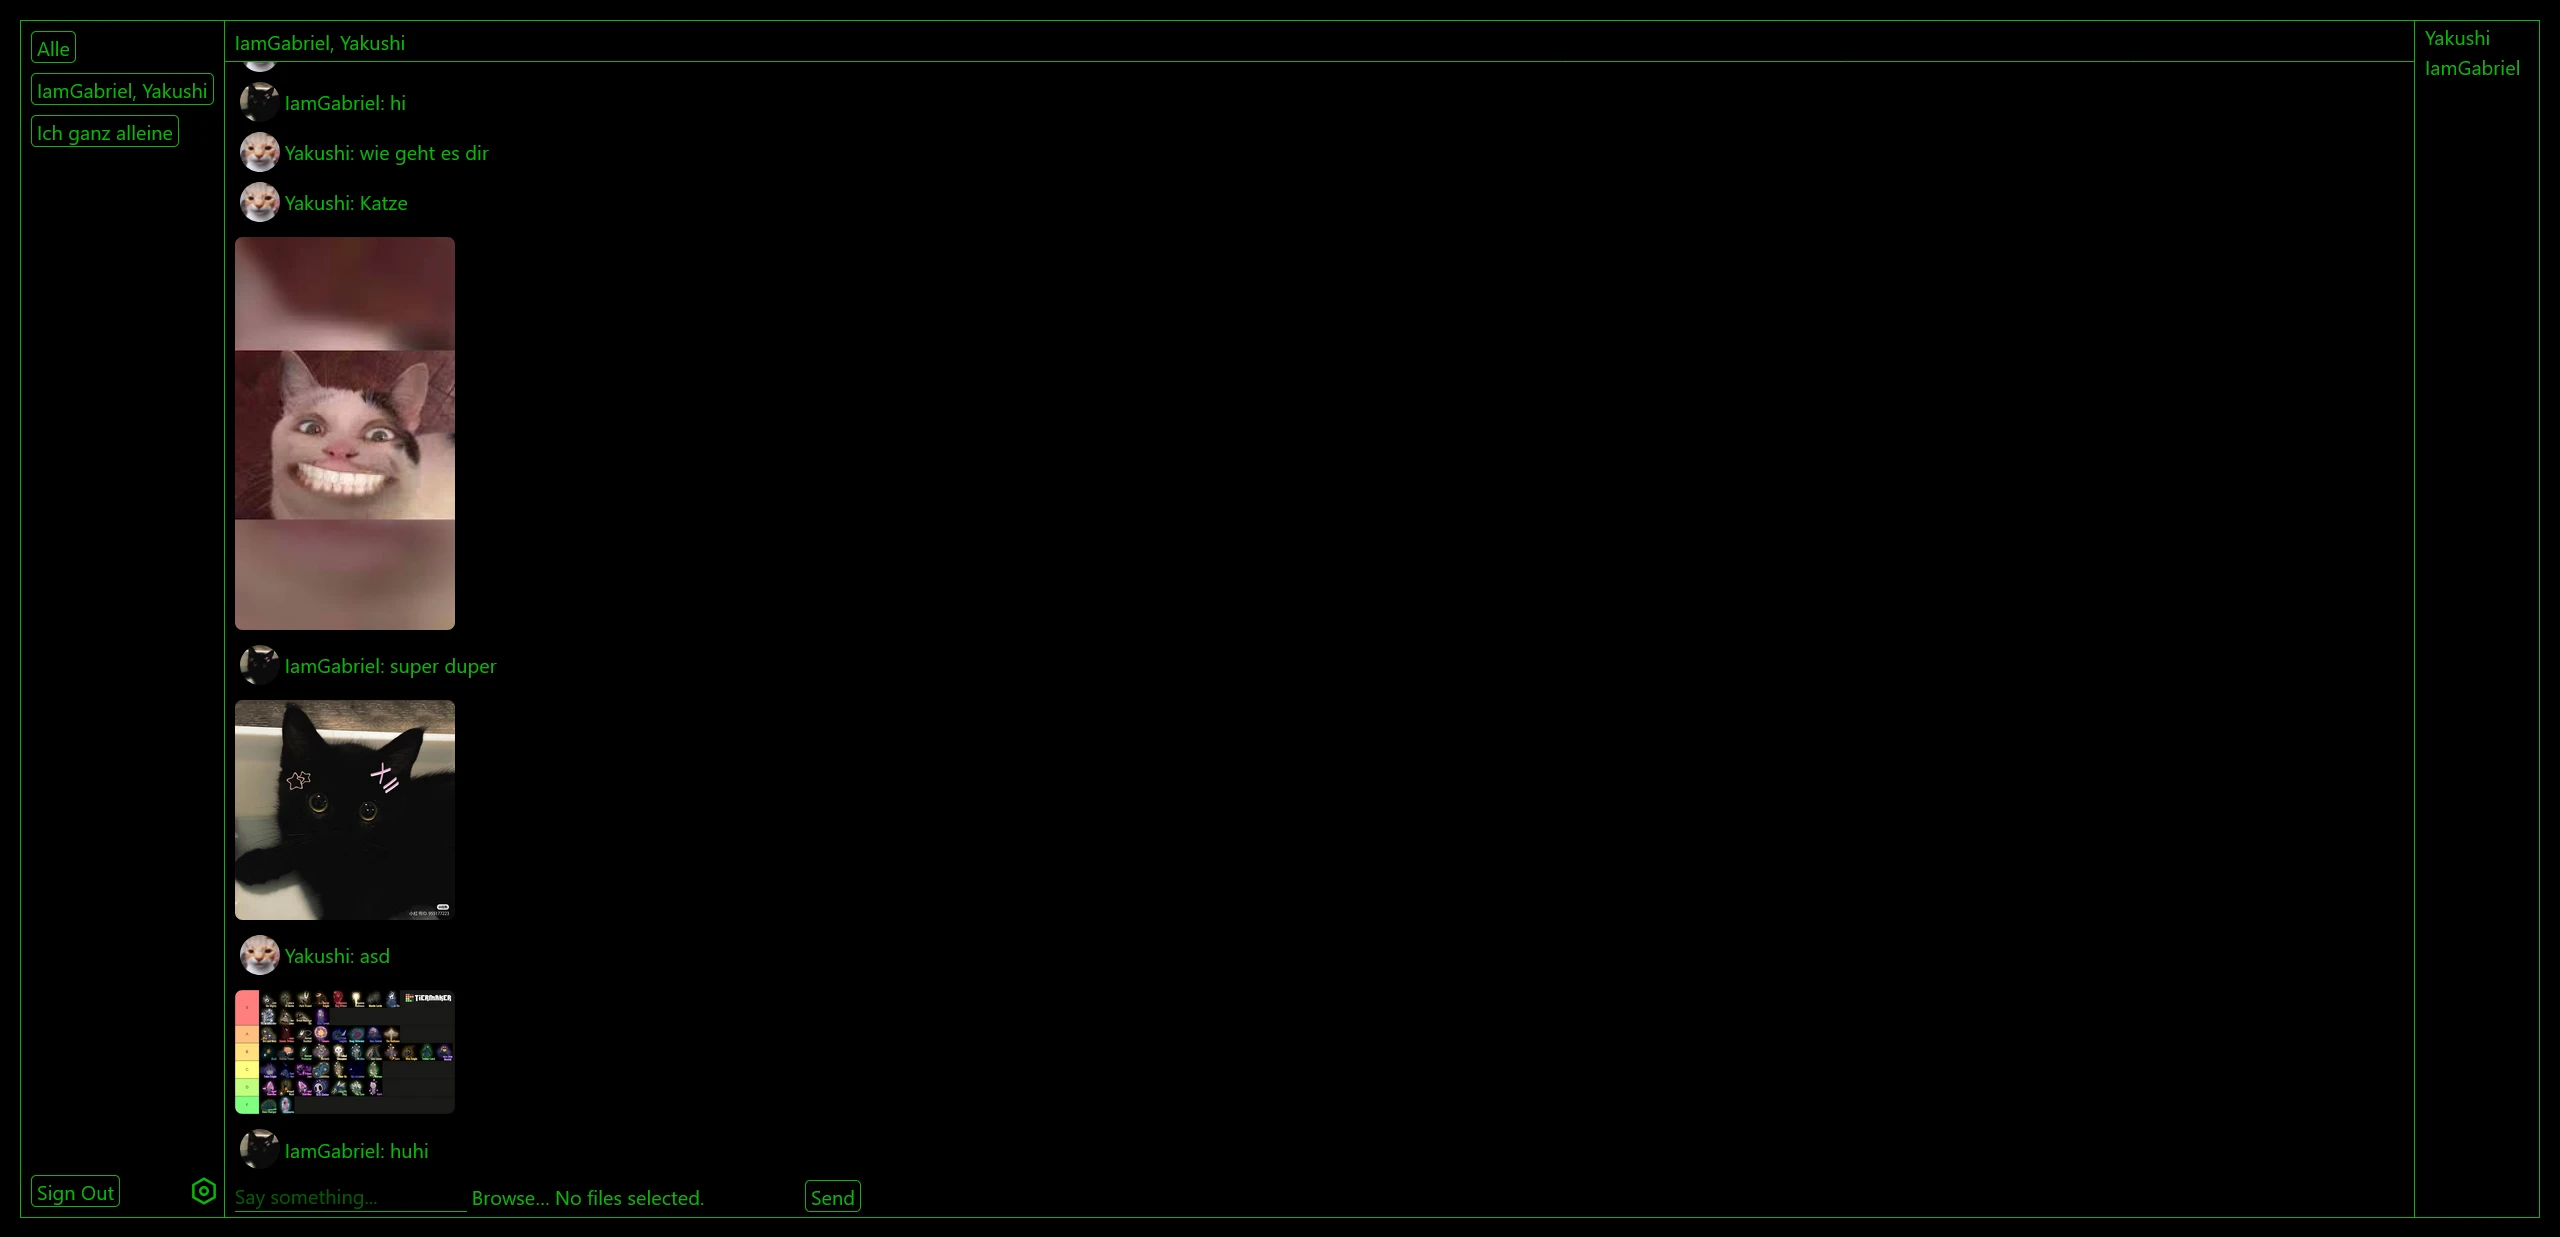 Alle
IamGabriel, Yakushi
Ich ganz alleine
Sign Out
IamGabriel, Yakushi
IamGabriel: hi
Yakushi: wie geht es dir
Yakushi: Katze
IamGabriel: super duper
Yakushi: asd
TiERMAKER
IamGabriel: huhi
Say something...
Browse... No files selected.
Send
Yakushi
IamGabriel